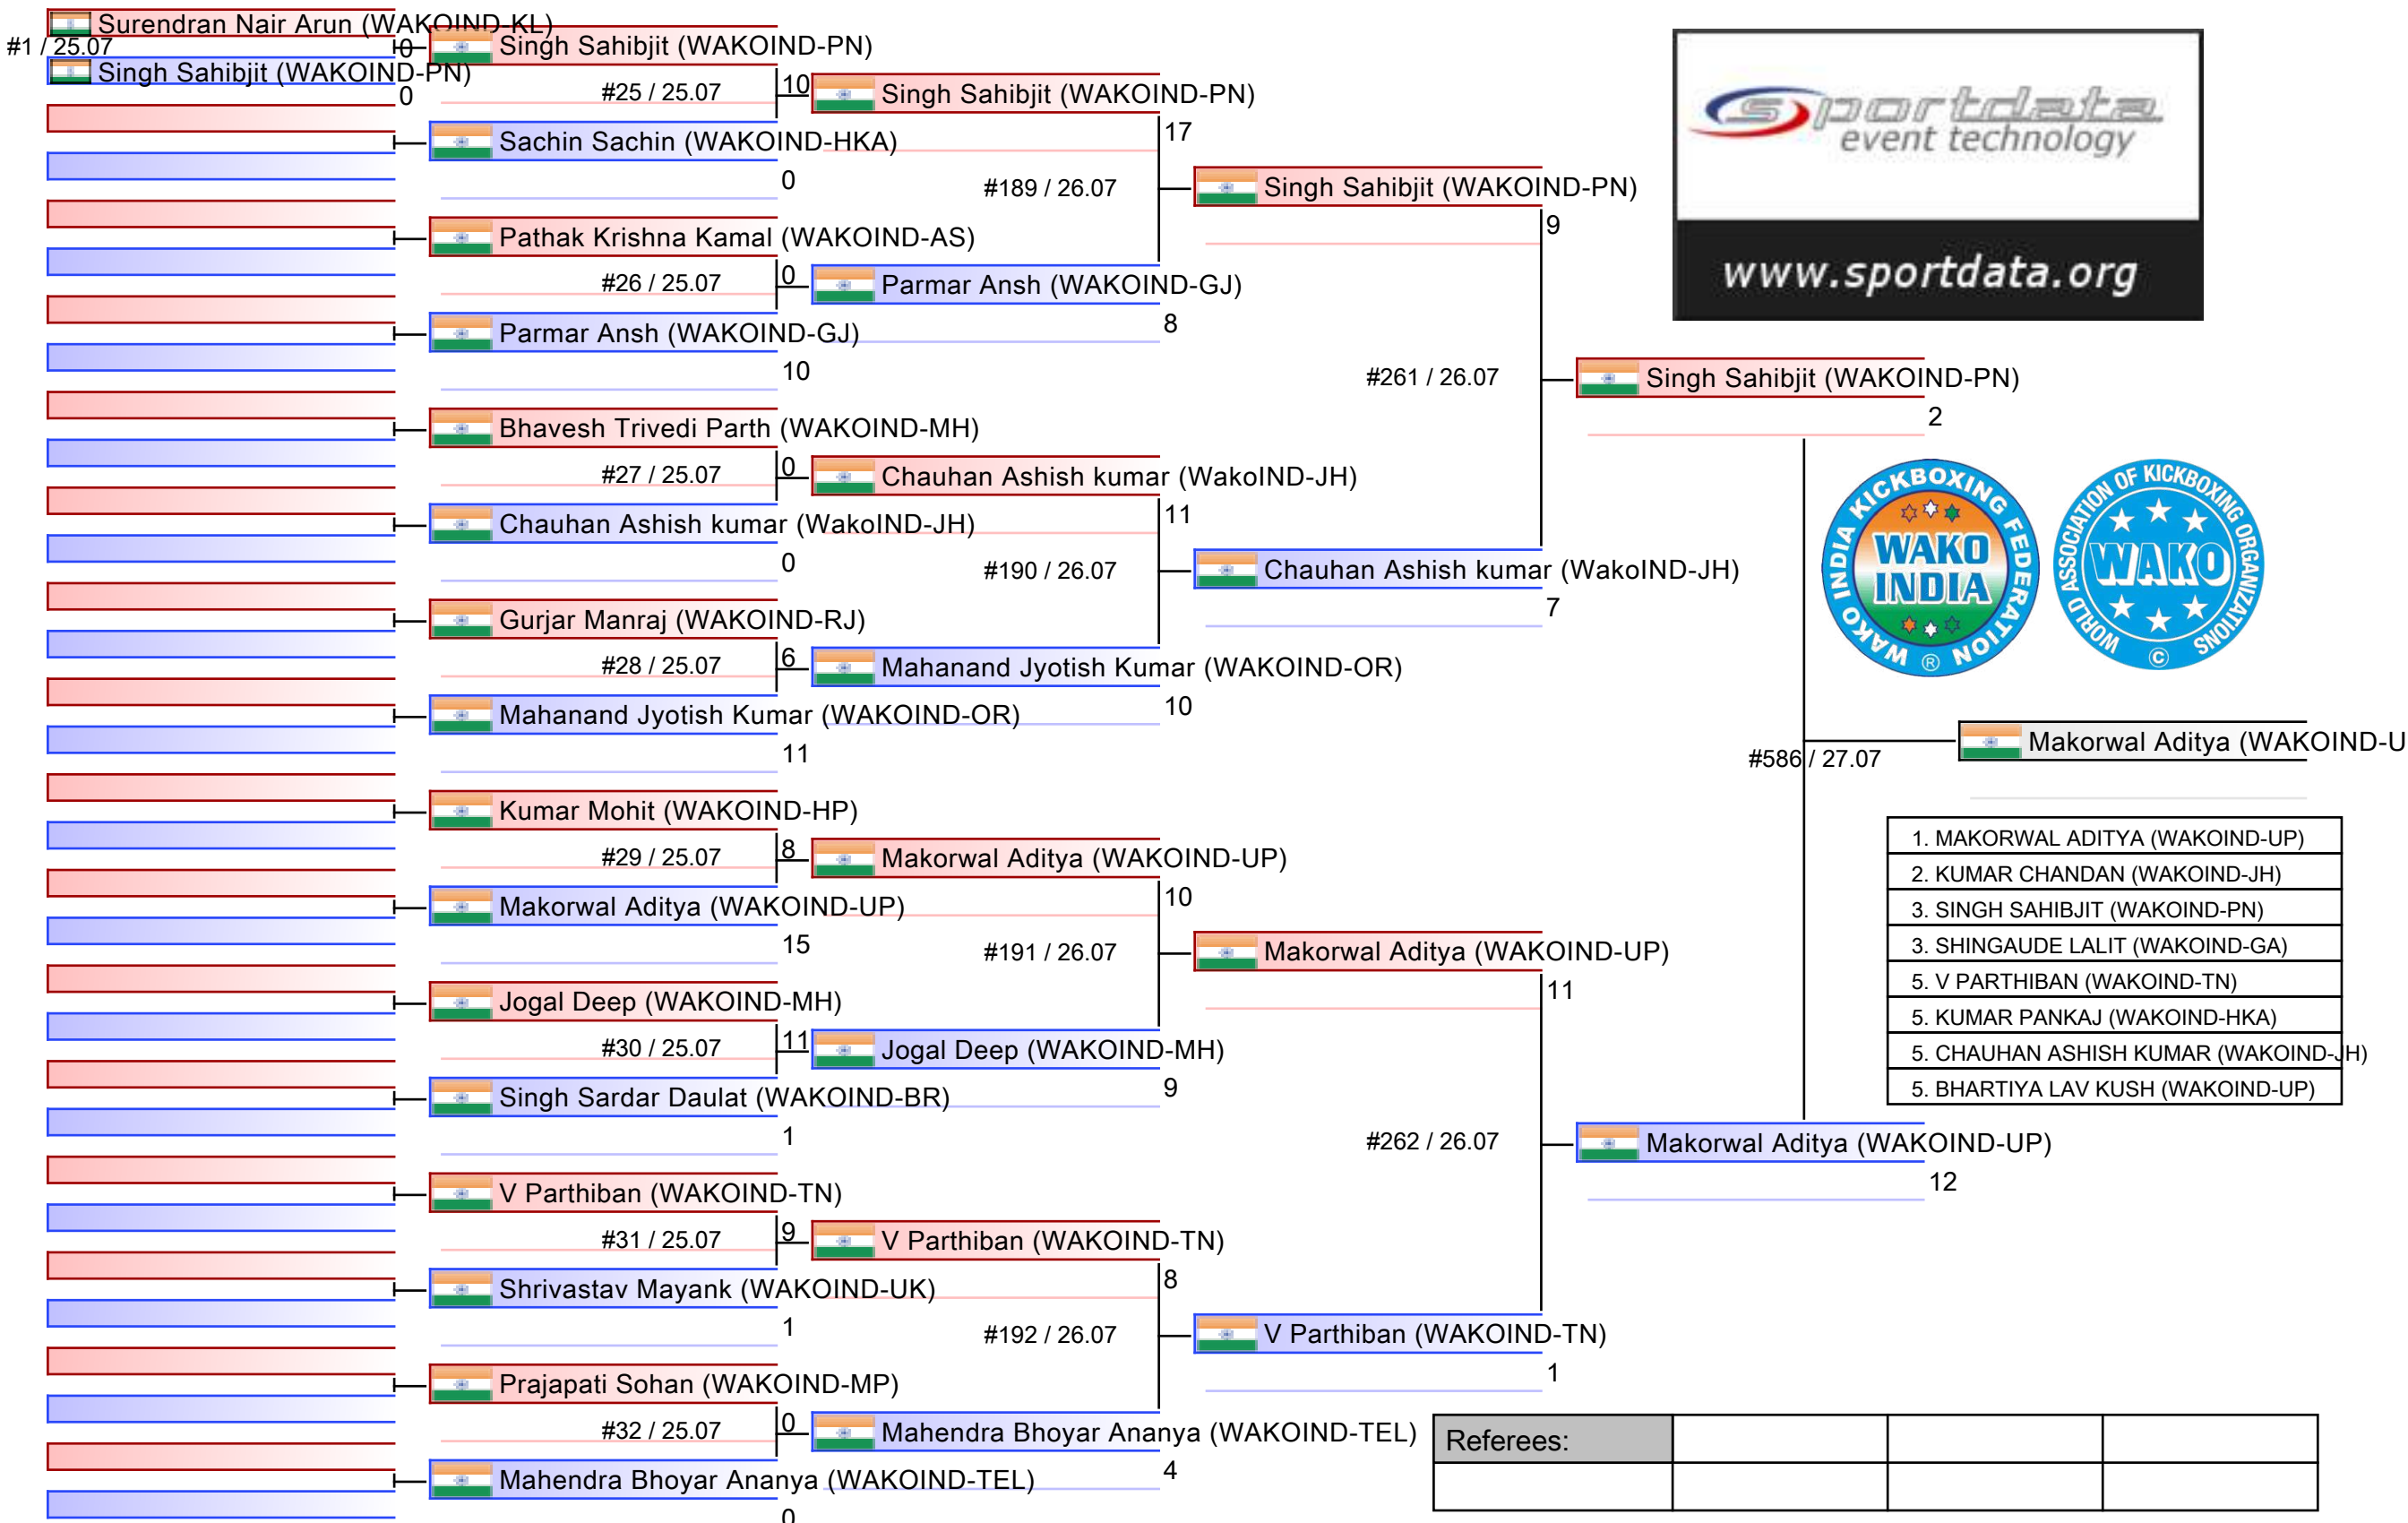 Surendran Nair Arun (WAKOIND-KL)
#1 / 25.07
0
Singh Sahibjit (WAKOIND-PN)
0
Singh Sahibjit (WAKOIND-PN)
#25 / 25.07
10
Sachin Sachin (WAKOIND-HKA)
0
Pathak Krishna Kamal (WAKOIND-AS)
#26 / 25.07
0
Parmar Ansh (WAKOIND-GJ)
10
Bhavesh Trivedi Parth (WAKOIND-MH)
#27 / 25.07
0
Chauhan Ashish kumar (WakoIND-JH)
0
Gurjar Manraj (WAKOIND-RJ)
#28 / 25.07
6
Mahanand Jyotish Kumar (WAKOIND-OR)
11
Kumar Mohit (WAKOIND-HP)
#29 / 25.07
8
Makorwal Aditya (WAKOIND-UP)
15
Jogal Deep (WAKOIND-MH)
#30 / 25.07
11
Singh Sardar Daulat (WAKOIND-BR)
1
V Parthiban (WAKOIND-TN)
#31 / 25.07
9
Shrivastav Mayank (WAKOIND-UK)
1
Prajapati Sohan (WAKOIND-MP)
#32 / 25.07
0
Mahendra Bhoyar Ananya (WAKOIND-TEL)
0
Singh Sahibjit (WAKOIND-PN)
17
#189 / 26.07
Parmar Ansh (WAKOIND-GJ)
8
Chauhan Ashish kumar (WakoIND-JH)
11
#190 / 26.07
Mahanand Jyotish Kumar (WAKOIND-OR)
10
Makorwal Aditya (WAKOIND-UP)
10
#191 / 26.07
Jogal Deep (WAKOIND-MH)
9
V Parthiban (WAKOIND-TN)
8
#192 / 26.07
Mahendra Bhoyar Ananya (WAKOIND-TEL)
4
Singh Sahibjit (WAKOIND-PN)
9
#261 / 26.07
Chauhan Ashish kumar (WakoIND-JH)
7
Makorwal Aditya (WAKOIND-UP)
11
#262 / 26.07
V Parthiban (WAKOIND-TN)
1
Singh Sahibjit (WAKOIND-PN)
2
#586 / 27.07
Makorwal Aditya (WAKOIND-UP)
12
Makorwal Aditya (WAKOIND-U
sportdata
event technology
www.sportdata.org
WAKO INDIA KICKBOXING FEDERATION
WAKO
INDIA
®
WORLD ASSOCIATION OF KICKBOXING ORGANIZATIONS
WAKO
©
1. MAKORWAL ADITYA (WAKOIND-UP)
2. KUMAR CHANDAN (WAKOIND-JH)
3. SINGH SAHIBJIT (WAKOIND-PN)
3. SHINGAUDE LALIT (WAKOIND-GA)
5. V PARTHIBAN (WAKOIND-TN)
5. KUMAR PANKAJ (WAKOIND-HKA)
5. CHAUHAN ASHISH KUMAR (WAKOIND-JH)
5. BHARTIYA LAV KUSH (WAKOIND-UP)
Referees: